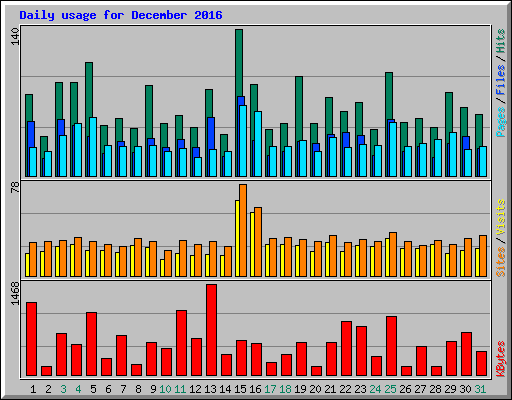 Daily usage for December 2016
140
Pages / Files / Hits
78
Sites / Visits
1468
KBytes
1 2 3 4 5 6 7 8 9 10 11 12 13 14 15 16 17 18 19 20 21 22 23 24 25 26 27 28 29 30 31